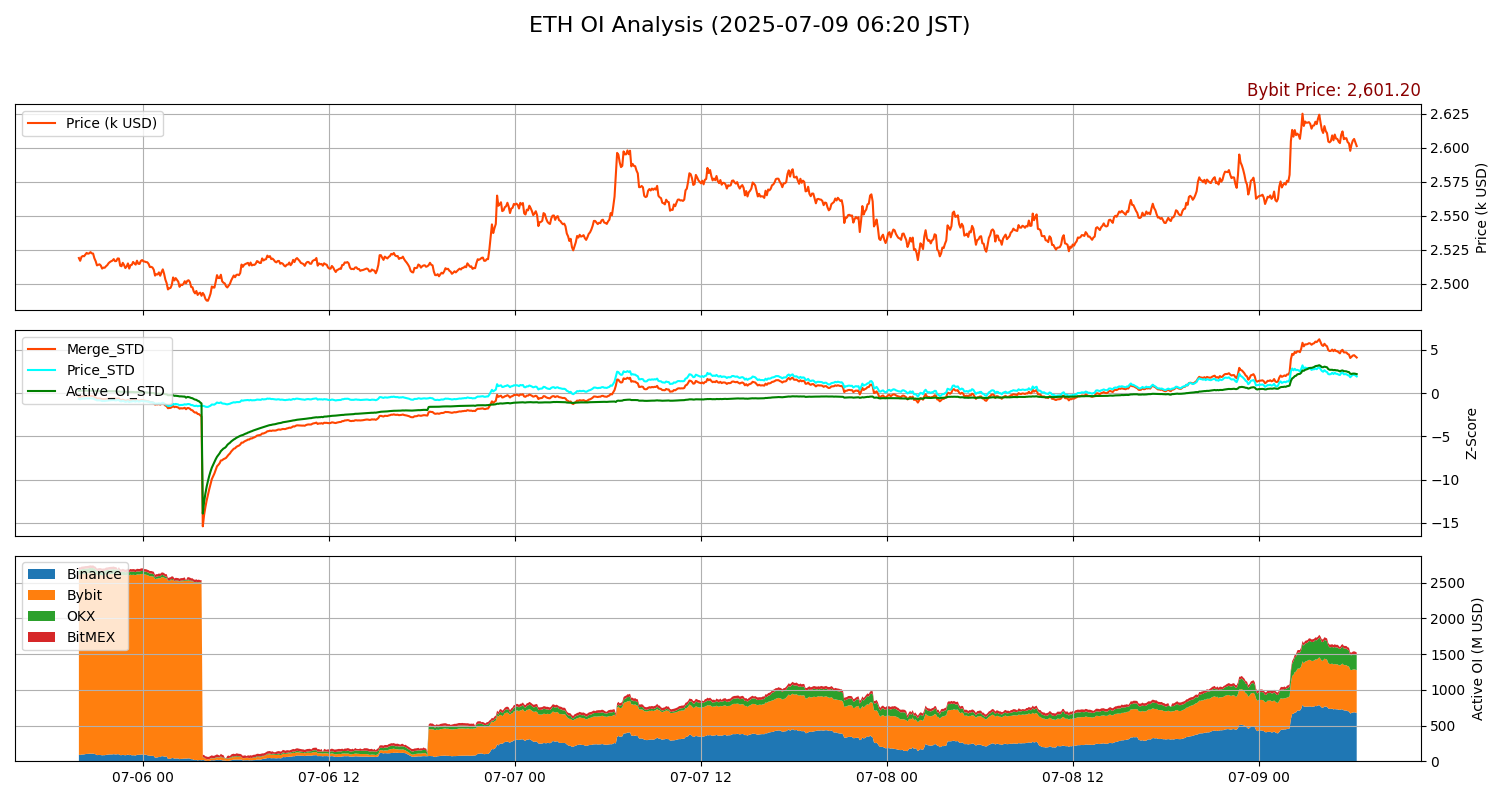 ETH OI Analysis (2025-07-09 06:20 JST)
Bybit Price: 2,601.20
Price (k USD)
2.625
2.600
2.575
2.550
2.525
2.500
Price (k USD)
Merge_STD
Price_STD
Active_OI_STD
5
0
−5
−10
−15
Z-Score
Binance
Bybit
OKX
BitMEX
2500
2000
1500
1000
500
0
Active OI (M USD)
07-06 00
07-06 12
07-07 00
07-07 12
07-08 00
07-08 12
07-09 00